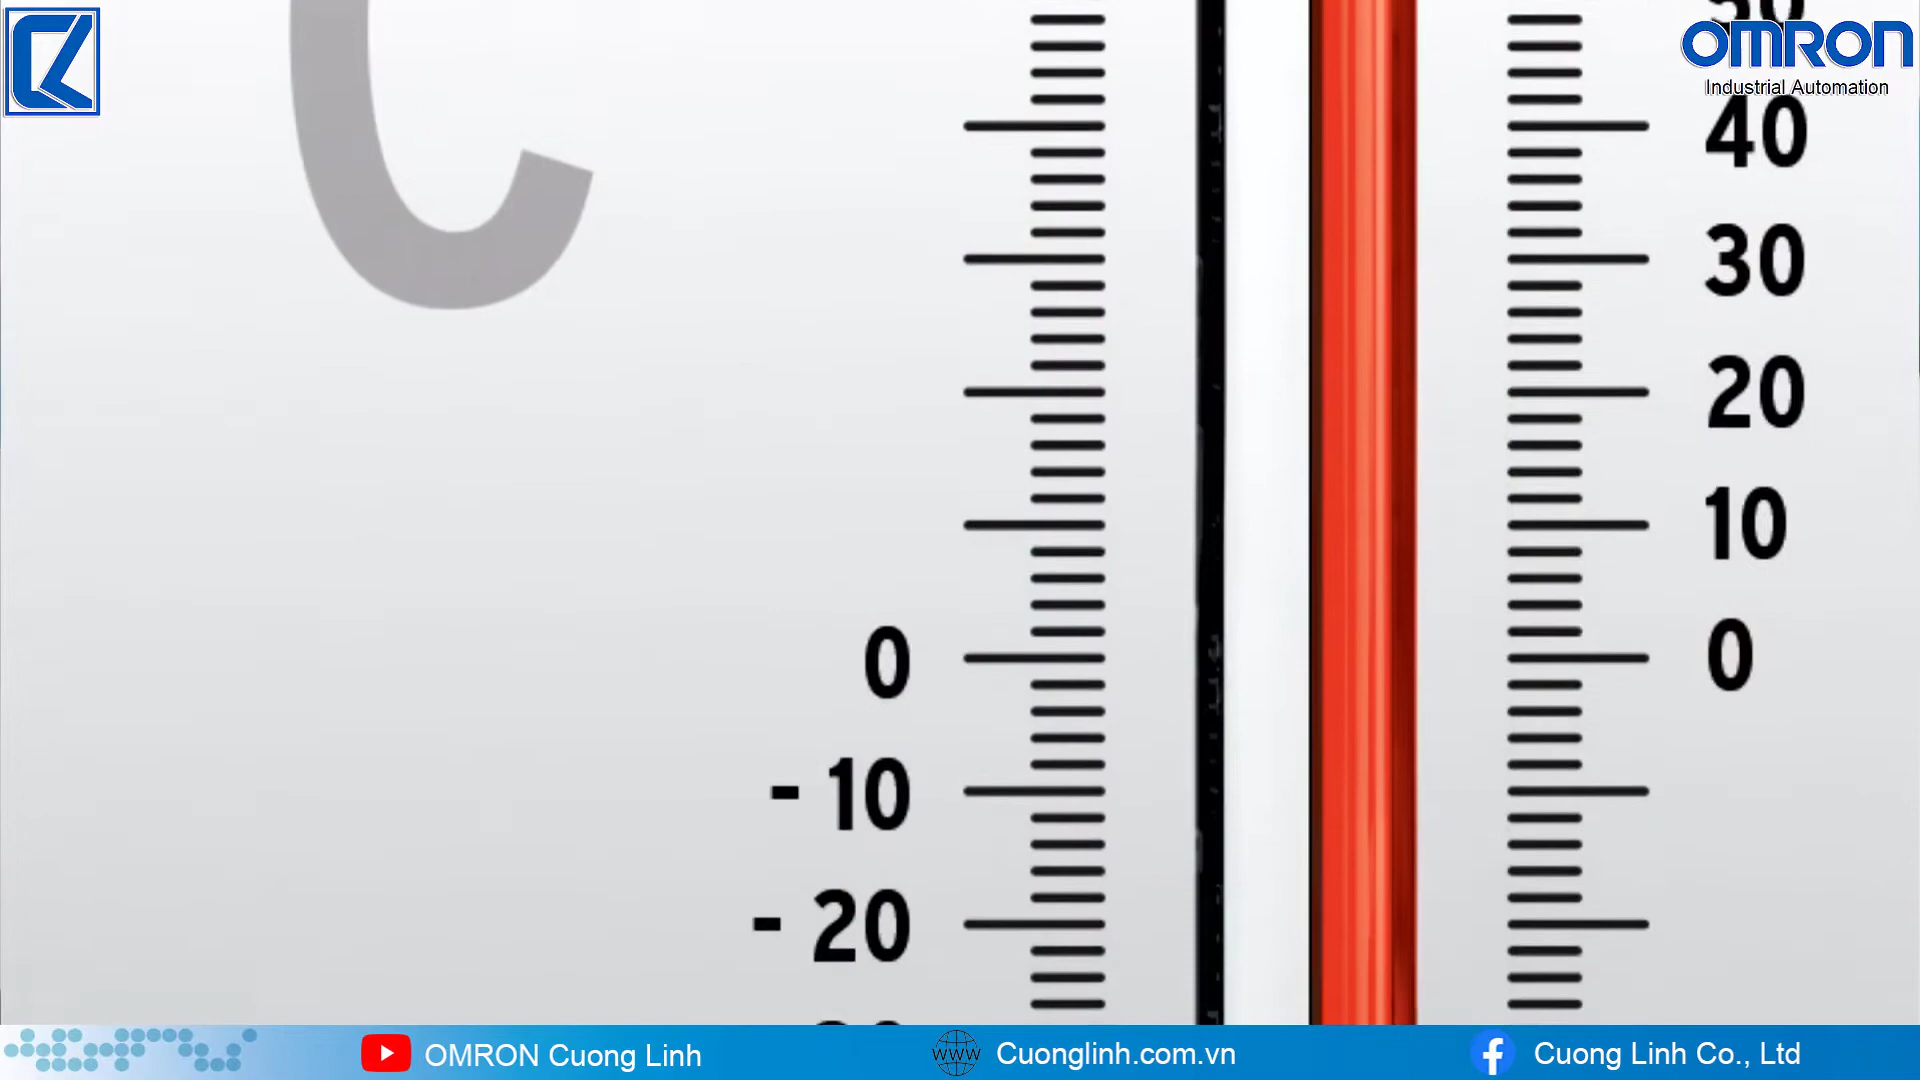 C
OMRON
Industrial Automation
50
40
30
20
10
0
0
- 10
- 20
OMRON Cuong Linh
WWW
Cuonglinh.com.vn
Cuong Linh Co., Ltd